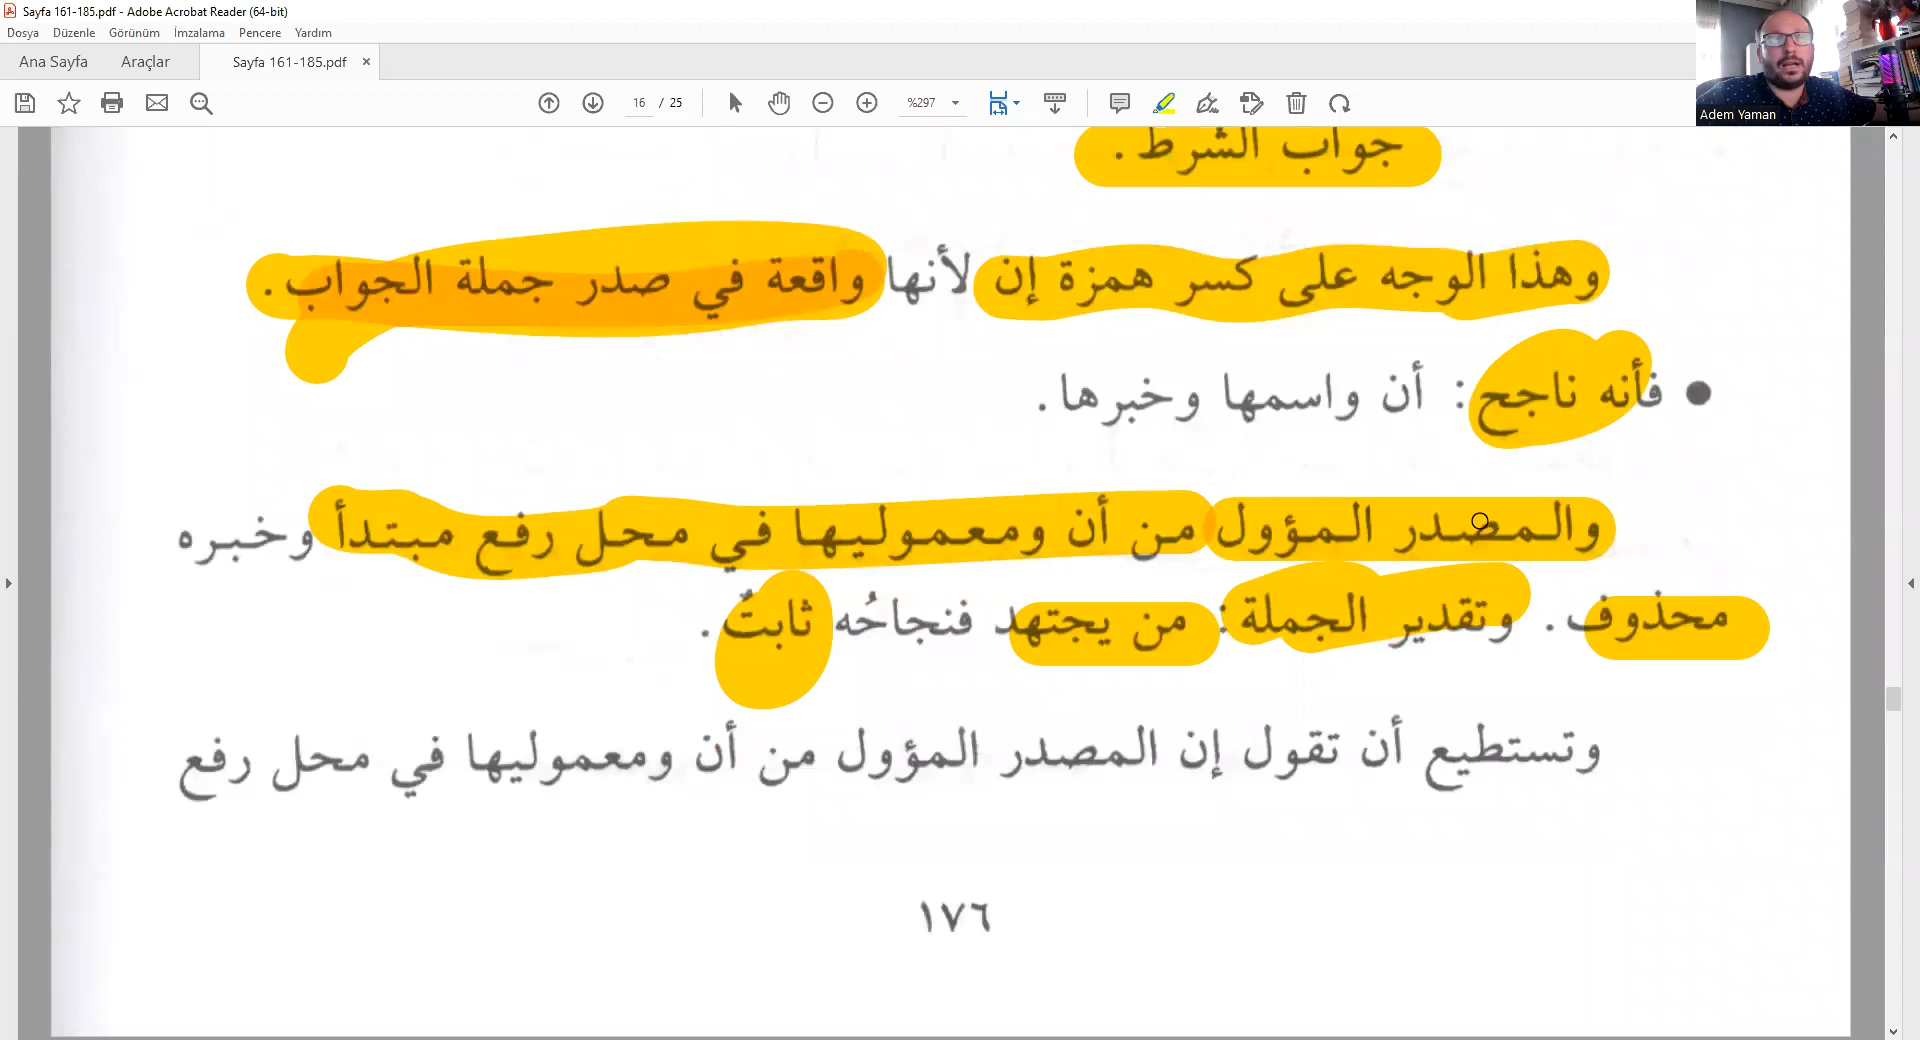 Sayfa 161-185.pdf - Adobe Acrobat Reader (64-bit)
Dosya Düzenle Görünüm İmzalama Pencere Yardım
Ana Sayfa Araçlar Sayfa 161-185.pdf ×
16 / 25 %297
Adem Yaman
جواب الشرط .
وهذا الوجه على كسر همزة إن لأنها واقعة في صدر جملة الجواب .
● فأنه ناجح : أن واسمها وخبرها .
والمصدر المؤول من أن ومعموليها في محل رفع مبتدأ وخبره
محذوف . وتقدير الجملة : من يجتهد فنجاحُه ثابتٌ .
وتستطيع أن تقول إن المصدر المؤول من أن ومعموليها في محل رفع
١٧٦